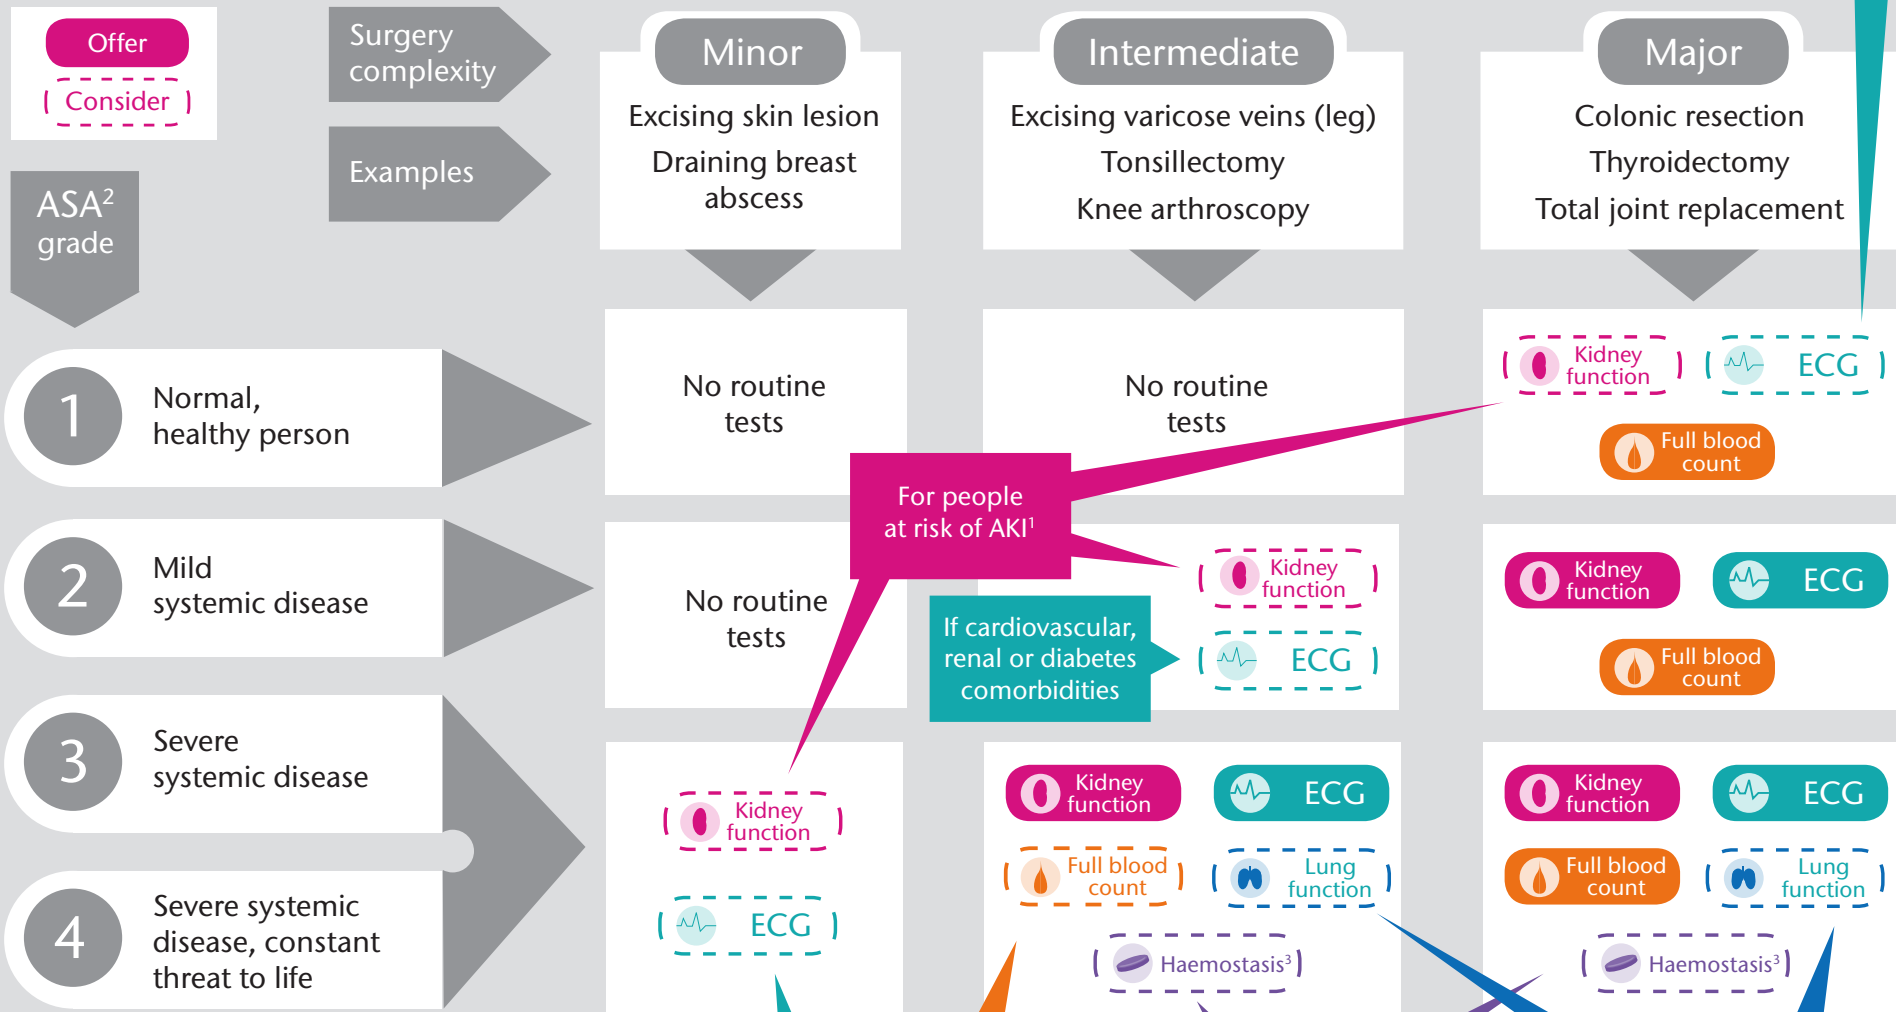 Offer
Consider
Surgery
complexity
Examples
ASA²
grade
Minor
Excising skin lesion
Draining breast
abscess
Intermediate
Excising varicose veins (leg)
Tonsillectomy
Knee arthroscopy
Major
Colonic resection
Thyroidectomy
Total joint replacement
1
Normal,
healthy person
No routine
tests
No routine
tests
Kidney
function
ECG
Full blood
count
For people
at risk of AKI¹
2
Mild
systemic disease
No routine
tests
Kidney
function
If cardiovascular,
renal or diabetes
comorbidities
ECG
Kidney
function
ECG
Full blood
count
3
Severe
systemic disease
4
Severe systemic
disease, constant
threat to life
Kidney
function
ECG
Kidney
function
ECG
Full blood
count
Lung
function
Haemostasis³
Kidney
function
ECG
Full blood
count
Lung
function
Haemostasis³